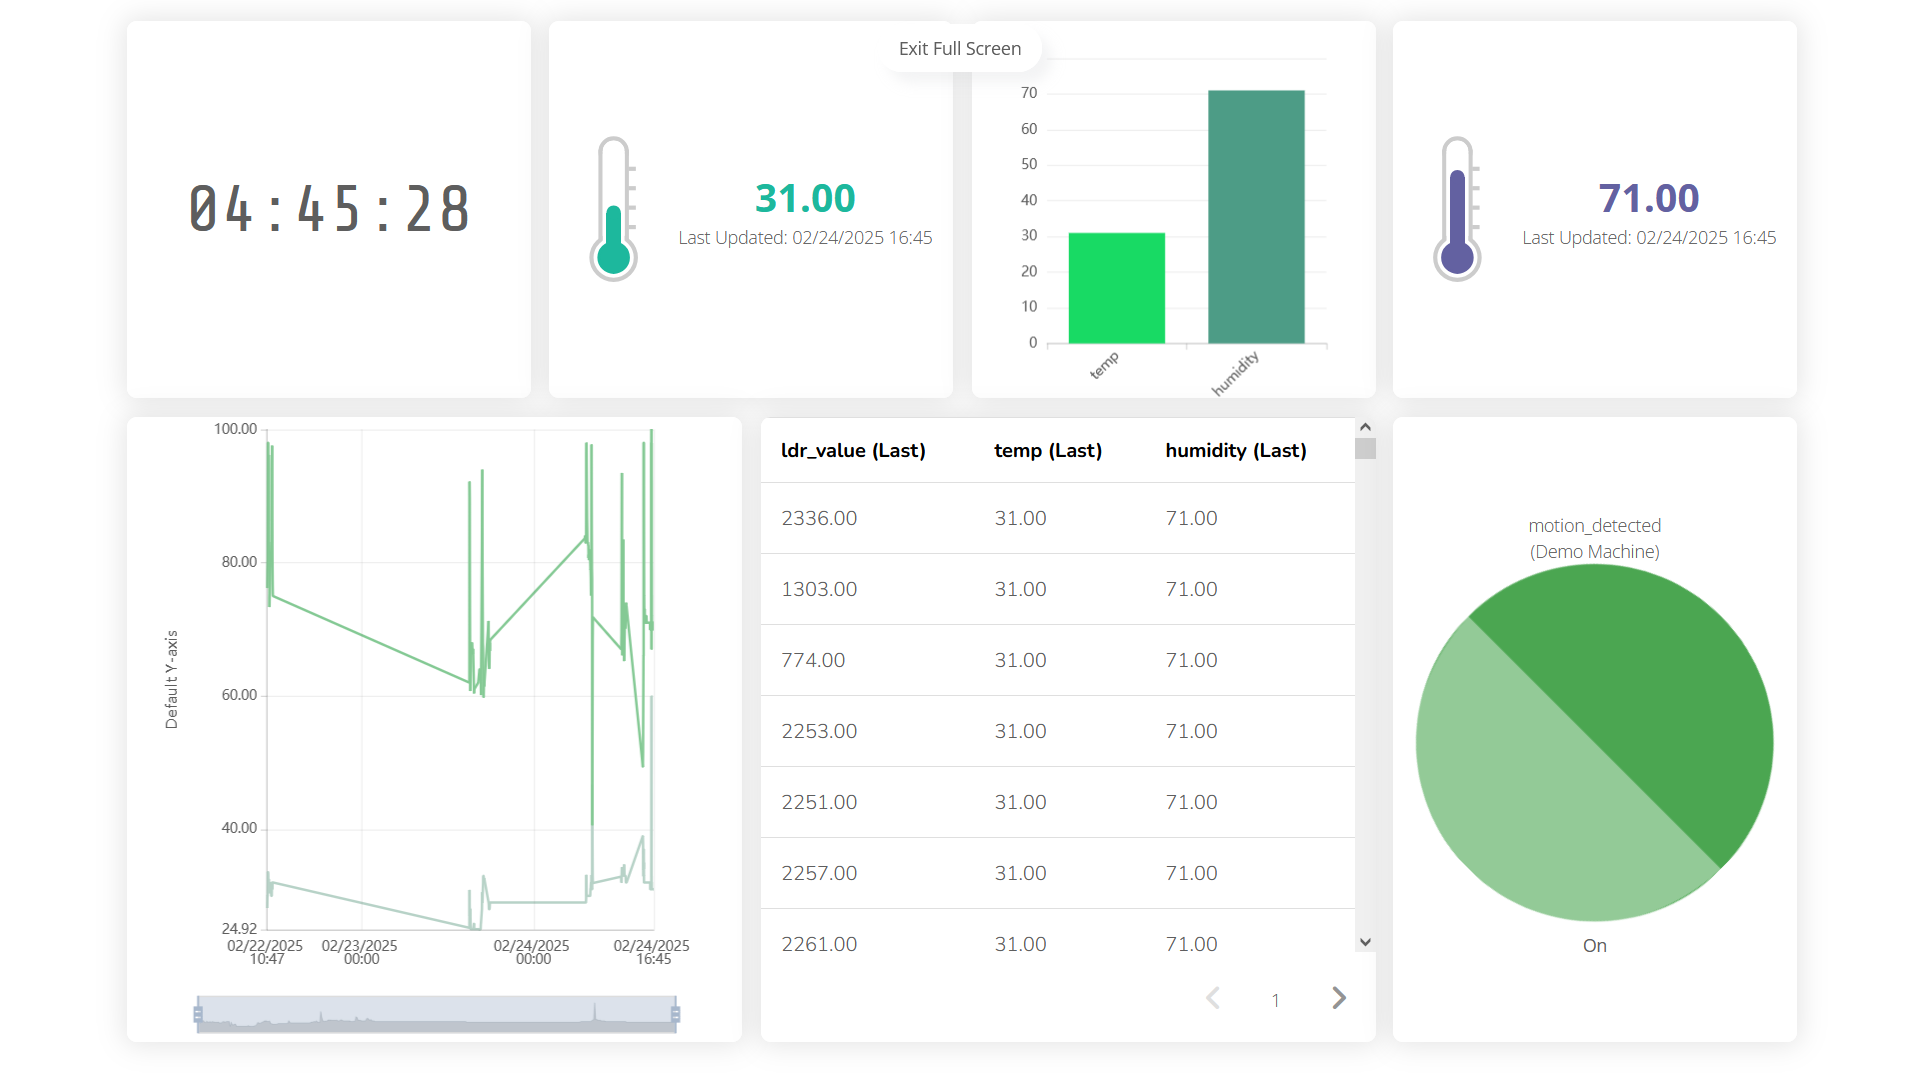 Exit Full Screen
04:45:28
31.00
Last Updated: 02/24/2025 16:45
70
60
50
40
30
20
10
0
temp
humidity
71.00
Last Updated: 02/24/2025 16:45
100.00
80.00
60.00
40.00
24.92
Default Y-axis
02/22/2025 02/23/2025 02/24/2025 02/24/2025
10:47 00:00 00:00 16:45
ldr_value (Last) temp (Last) humidity (Last)
2336.00 31.00 71.00
1303.00 31.00 71.00
774.00 31.00 71.00
2253.00 31.00 71.00
2251.00 31.00 71.00
2257.00 31.00 71.00
2261.00 31.00 71.00
1
motion_detected
(Demo Machine)
On